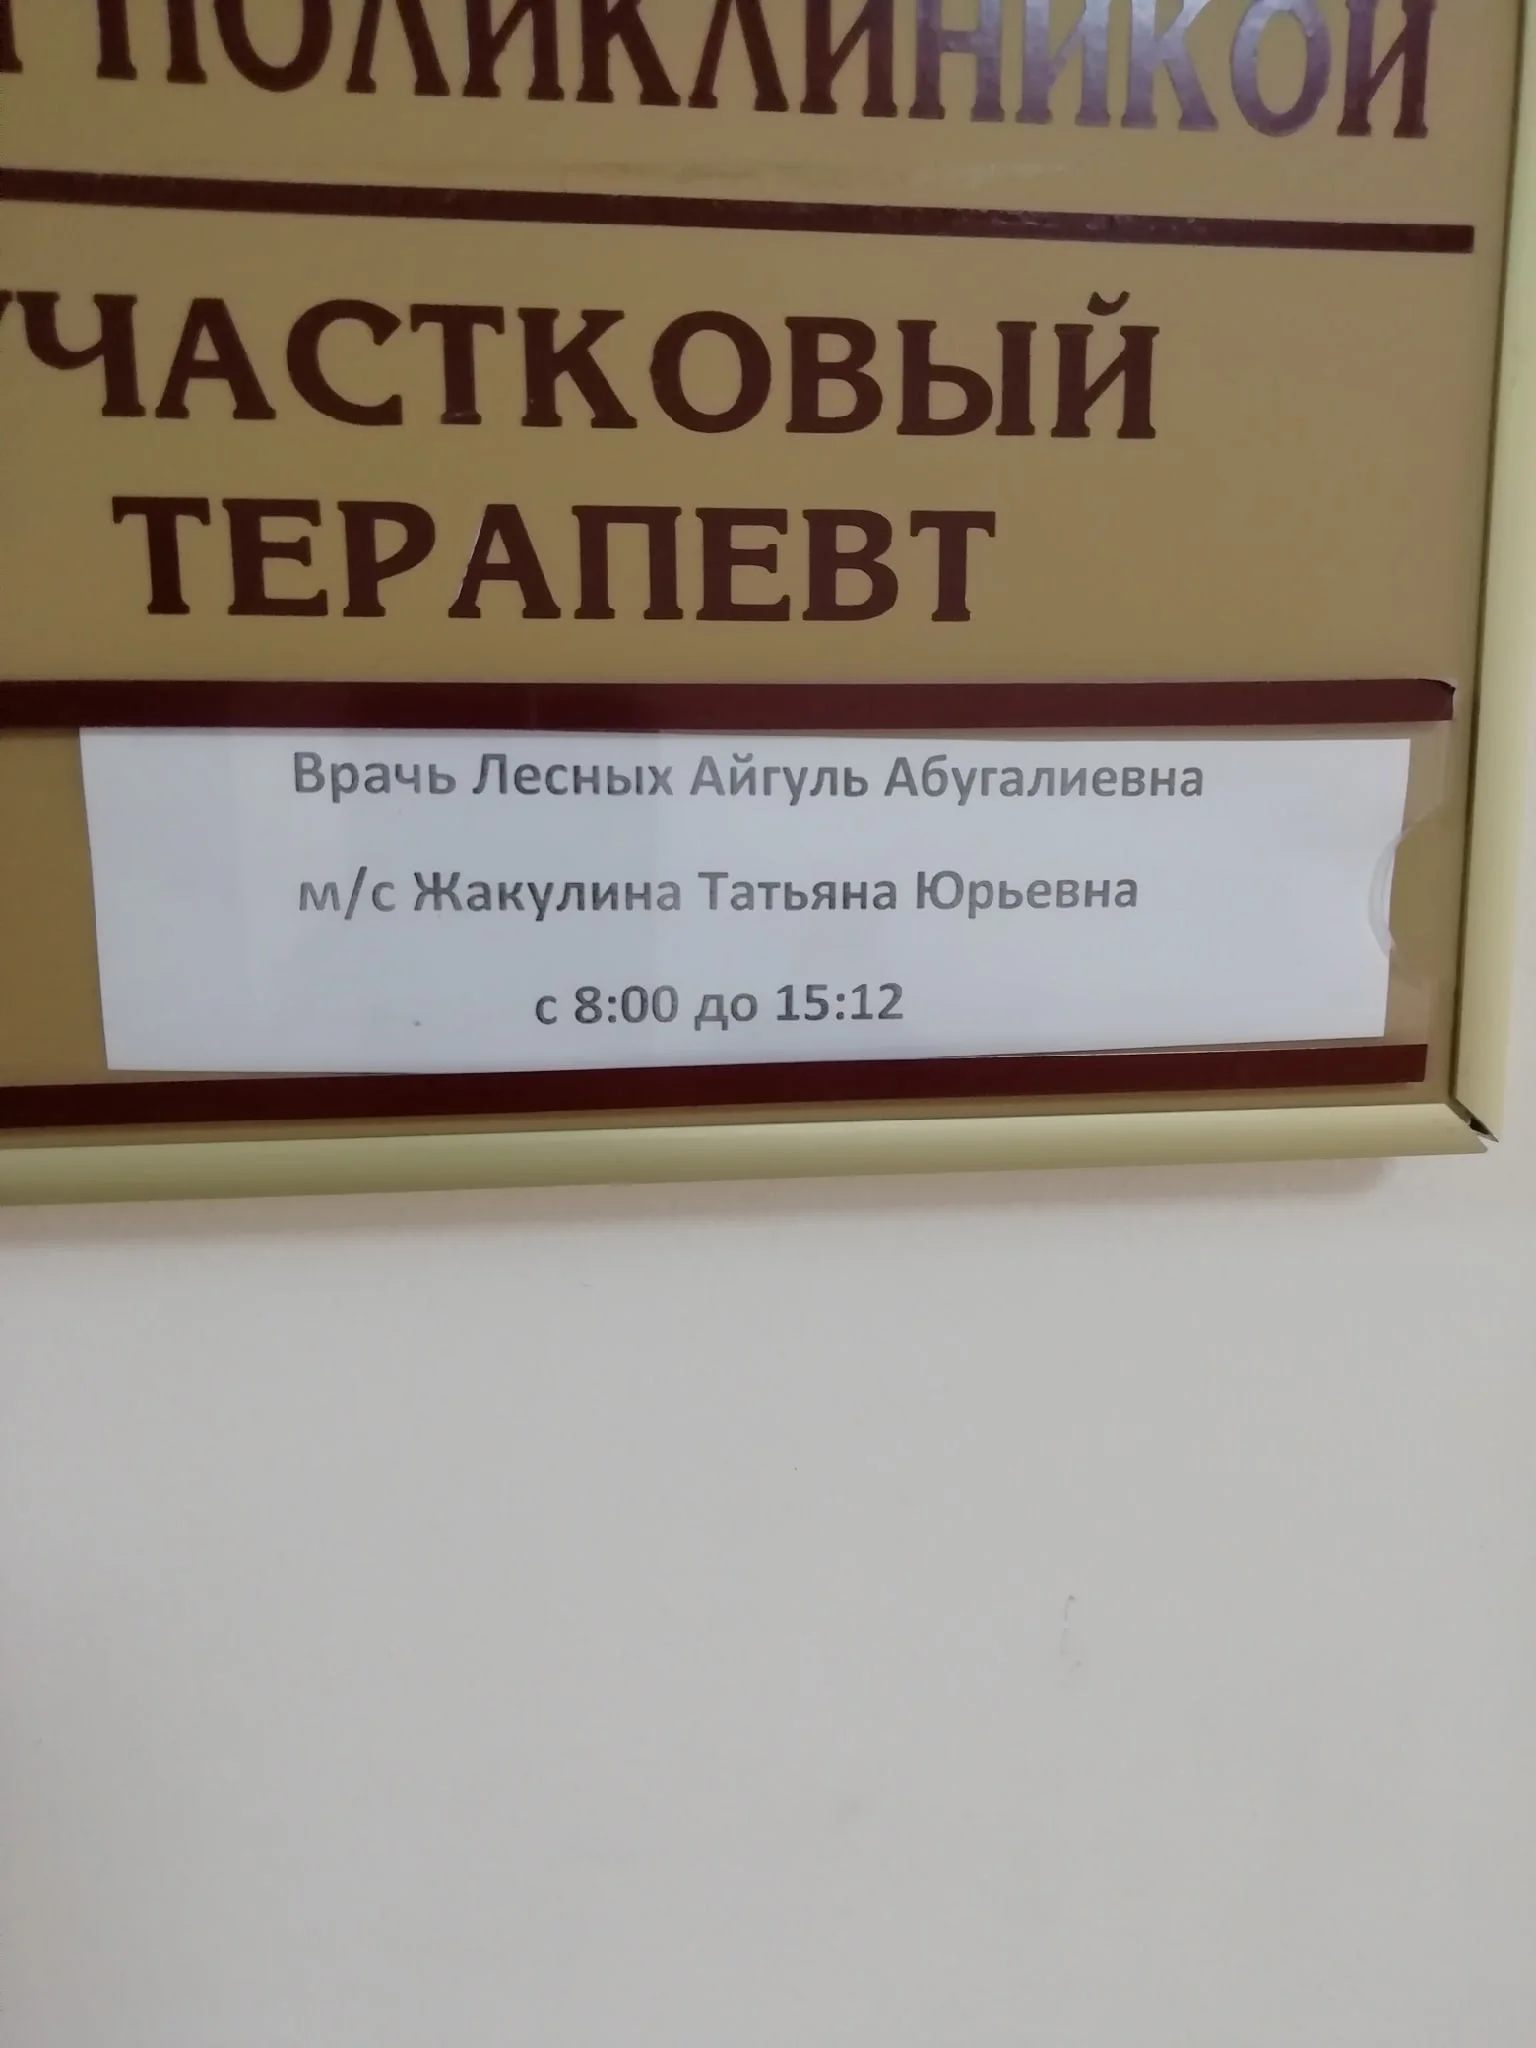 ПОЛИКЛИНИКОЙ
УЧАСТКОВЫЙ
ТЕРАПЕВТ
Врачь Лесных Айгуль Абугалиевна
м/с Жакулина Татьяна Юрьевна
с 8:00 до 15:12